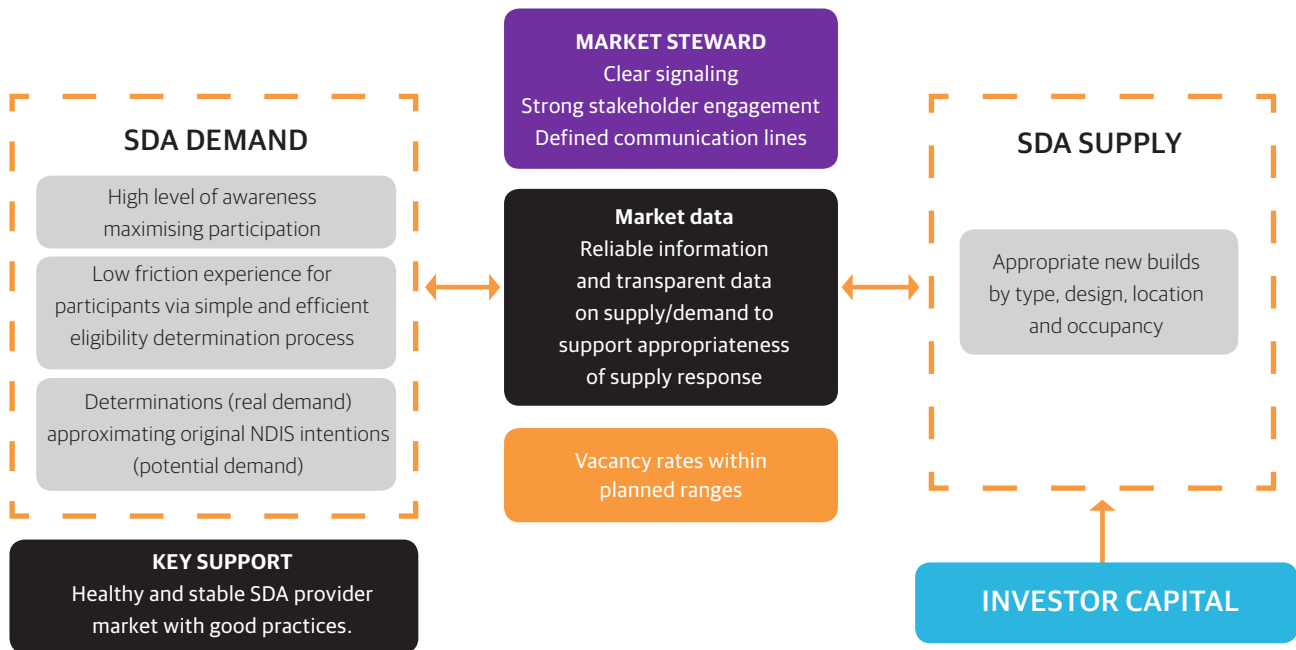 SDA DEMAND
High level of awareness
maximising participation
Low friction experience for
participants via simple and efficient
eligibility determination process
Determinations (real demand)
approximating original NDIS intentions
(potential demand)
KEY SUPPORT
Healthy and stable SDA provider
market with good practices.
MARKET STEWARD
Clear signaling
Strong stakeholder engagement
Defined communication lines
Market data
Reliable information
and transparent data
on supply/demand to
support appropriateness
of supply response
Vacancy rates within
planned ranges
SDA SUPPLY
Appropriate new builds
by type, design, location
and occupancy
INVESTOR CAPITAL